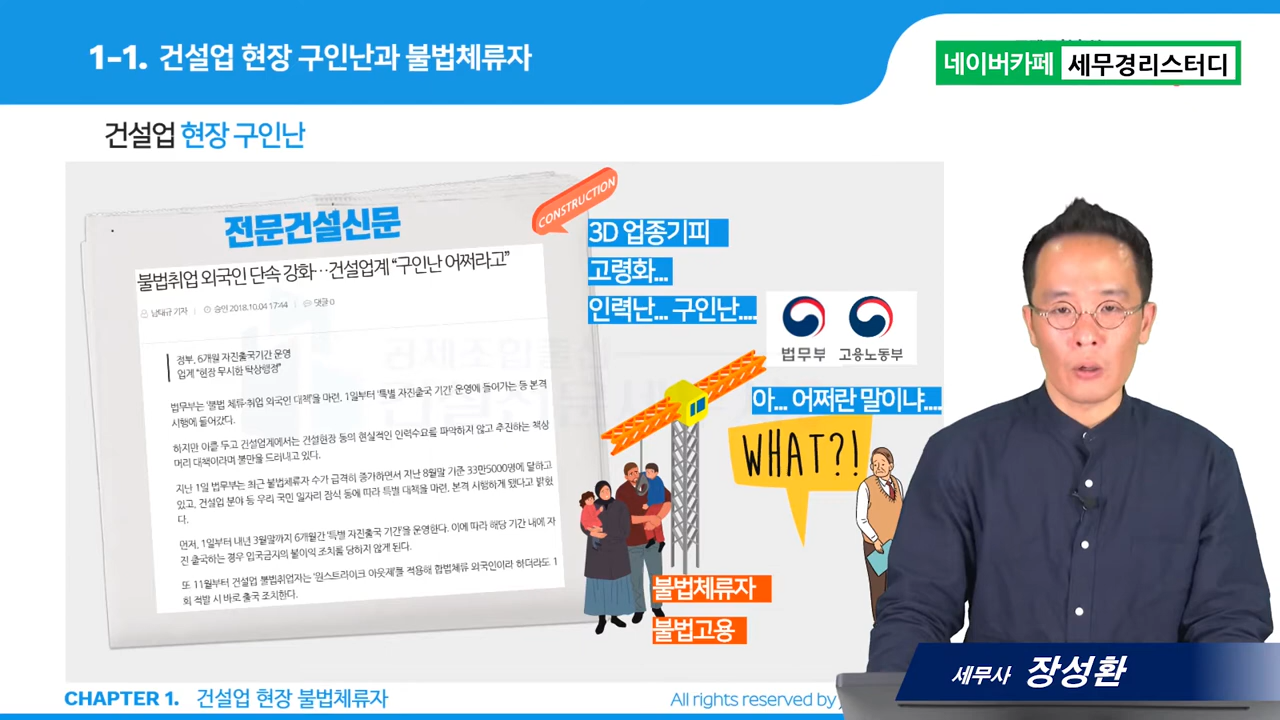 1-1. 건설업 현장 구인난과 불법체류자
네이버카페 세무경리스터디
건설업 현장 구인난
CONSTRUCTION
전문건설신문
불법취업 외국인 단속 강화…건설업계 “구인난 어쩌라고”
남태규 기자 승인 2018.10.04 17:44 댓글 0
정부, 6개월 자진출국기간 운영
업계 “현장 무시한 탁상행정”
법무부는 ‘불법 체류·취업 외국인 대책’을 마련, 1일부터 ‘특별 자진출국 기간’ 운영에 들어가는 등 본격
시행에 들어갔다.
하지만 이를 두고 건설업계에서는 건설현장 등의 현실적인 인력수요를 파악하지 않고 추진하는 책상
머리 대책이라며 불만을 드러내고 있다.
지난 1일 법무부는 최근 불법체류자 수가 급격히 증가하면서 지난 8월말 기준 33만5000명에 달하고
있고, 건설업 분야 등 우리 국민 일자리 잠식 등에 따라 특별 대책을 마련, 본격 시행하게 됐다고 밝혔
다.
먼저, 1일부터 내년 3월말까지 6개월간 ‘특별 자진출국 기간’을 운영한다. 이에 따라 해당 기간 내에 자
진 출국하는 경우 입국금지의 불이익 조치를 당하지 않게 된다.
또 11월부터 건설업 불법취업자는 ‘원스트라이크 아웃제’를 적용해 합법체류 외국인이라 하더라도 1
회 적발 시 바로 출국 조치한다.
3D 업종기피
고령화...
인력난... 구인난....
법무부 고용노동부
아... 어쩌란 말이냐....
WHAT?!
불법체류자
불법고용
세무사 장성환
CHAPTER 1. 건설업 현장 불법체류자
All rights reserved by